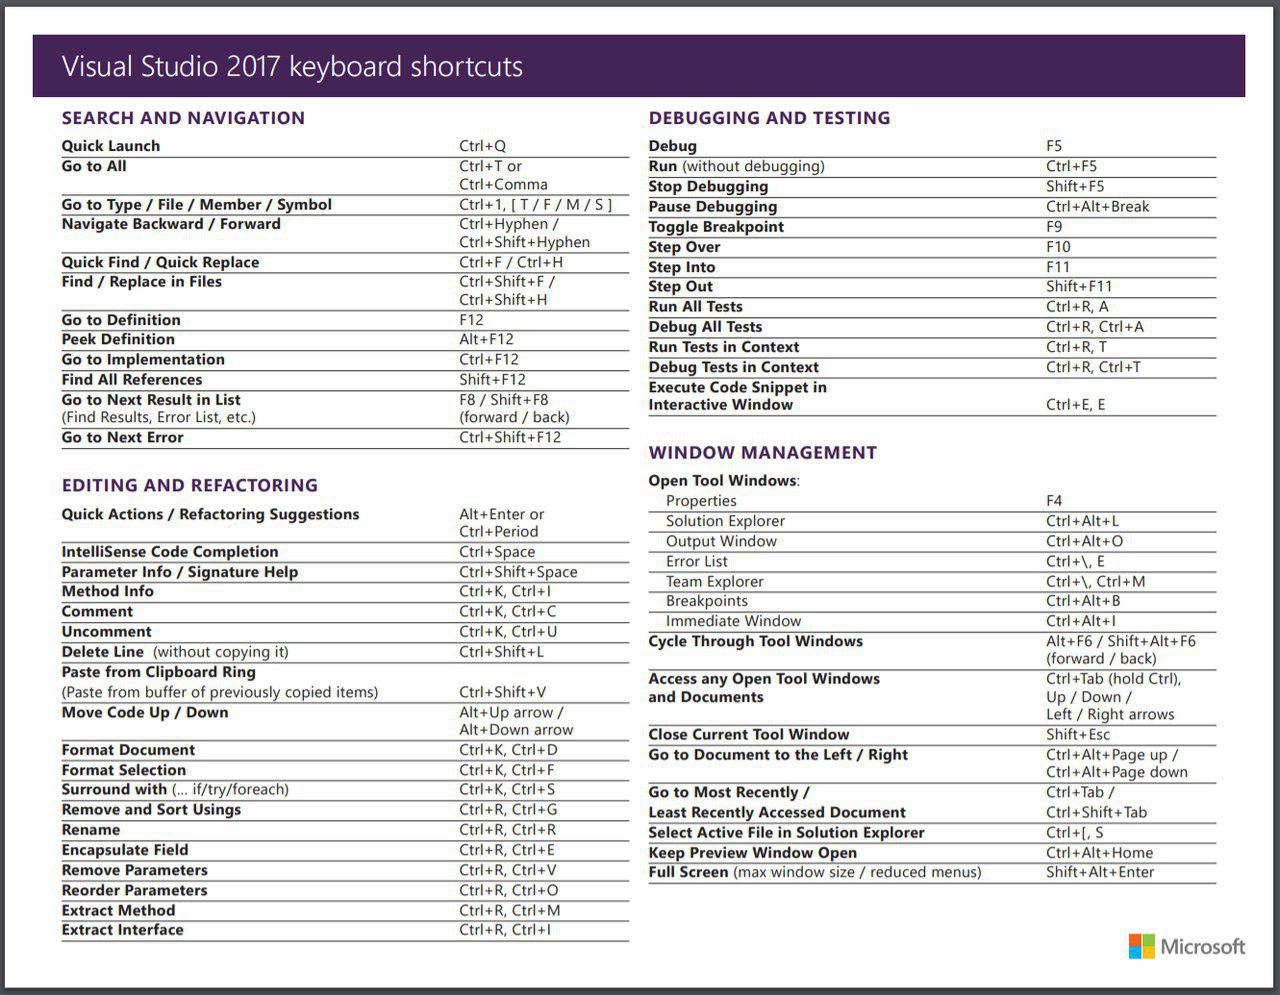 Visual Studio 2017 keyboard shortcuts
SEARCH AND NAVIGATION
Quick Launch Ctrl+Q
Go to All Ctrl+T or
Ctrl+Comma
Go to Type / File / Member / Symbol Ctrl+1, [ T / F / M / S ]
Navigate Backward / Forward Ctrl+Hyphen /
Ctrl+Shift+Hyphen
Quick Find / Quick Replace Ctrl+F / Ctrl+H
Find / Replace in Files Ctrl+Shift+F /
Ctrl+Shift+H
Go to Definition F12
Peek Definition Alt+F12
Go to Implementation Ctrl+F12
Find All References Shift+F12
Go to Next Result in List F8 / Shift+F8
(Find Results, Error List, etc.) (forward / back)
Go to Next Error Ctrl+Shift+F12
EDITING AND REFACTORING
Quick Actions / Refactoring Suggestions Alt+Enter or
Ctrl+Period
IntelliSense Code Completion Ctrl+Space
Parameter Info / Signature Help Ctrl+Shift+Space
Method Info Ctrl+K, Ctrl+I
Comment Ctrl+K, Ctrl+C
Uncomment Ctrl+K, Ctrl+U
Delete Line (without copying it) Ctrl+Shift+L
Paste from Clipboard Ring
(Paste from buffer of previously copied items) Ctrl+Shift+V
Move Code Up / Down Alt+Up arrow /
Alt+Down arrow
Format Document Ctrl+K, Ctrl+D
Format Selection Ctrl+K, Ctrl+F
Surround with (... if/try/foreach) Ctrl+K, Ctrl+S
Remove and Sort Usings Ctrl+R, Ctrl+G
Rename Ctrl+R, Ctrl+R
Encapsulate Field Ctrl+R, Ctrl+E
Remove Parameters Ctrl+R, Ctrl+V
Reorder Parameters Ctrl+R, Ctrl+O
Extract Method Ctrl+R, Ctrl+M
Extract Interface Ctrl+R, Ctrl+I
DEBUGGING AND TESTING
Debug F5
Run (without debugging) Ctrl+F5
Stop Debugging Shift+F5
Pause Debugging Ctrl+Alt+Break
Toggle Breakpoint F9
Step Over F10
Step Into F11
Step Out Shift+F11
Run All Tests Ctrl+R, A
Debug All Tests Ctrl+R, Ctrl+A
Run Tests in Context Ctrl+R, T
Debug Tests in Context Ctrl+R, Ctrl+T
Execute Code Snippet in
Interactive Window Ctrl+E, E
WINDOW MANAGEMENT
Open Tool Windows:
Properties F4
Solution Explorer Ctrl+Alt+L
Output Window Ctrl+Alt+O
Error List Ctrl+\, E
Team Explorer Ctrl+\, Ctrl+M
Breakpoints Ctrl+Alt+B
Immediate Window Ctrl+Alt+I
Cycle Through Tool Windows Alt+F6 / Shift+Alt+F6
(forward / back)
Access any Open Tool Windows Ctrl+Tab (hold Ctrl),
and Documents Up / Down /
Left / Right arrows
Close Current Tool Window Shift+Esc
Go to Document to the Left / Right Ctrl+Alt+Page up /
Ctrl+Alt+Page down
Go to Most Recently / Ctrl+Tab /
Least Recently Accessed Document Ctrl+Shift+Tab
Select Active File in Solution Explorer Ctrl+[, S
Keep Preview Window Open Ctrl+Alt+Home
Full Screen (max window size / reduced menus) Shift+Alt+Enter
Microsoft